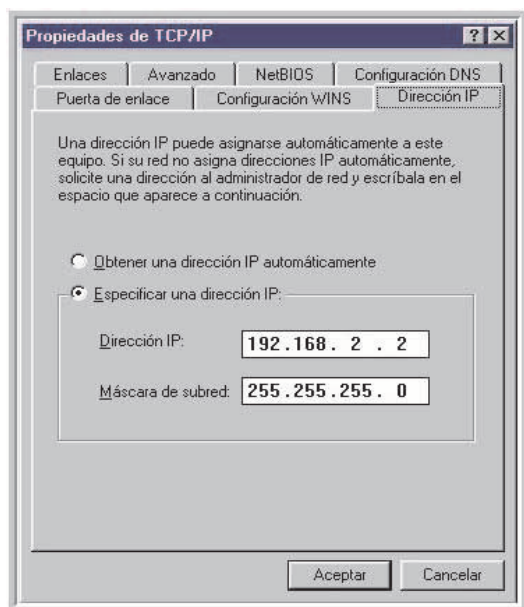 Propiedades de TCP/IP
Enlaces Avanzado NetBIOS Configuración DNS
Puerta de enlace Configuración WINS Dirección IP
Una dirección IP puede asignarse automáticamente a este
equipo. Si su red no asigna direcciones IP automáticamente,
solicite una dirección al administrador de red y escríbala en el
espacio que aparece a continuación.
Obtener una dirección IP automáticamente
Especificar una dirección IP:
Dirección IP: 192.168. 2 . 2
Máscara de subred: 255.255.255. 0
Aceptar Cancelar